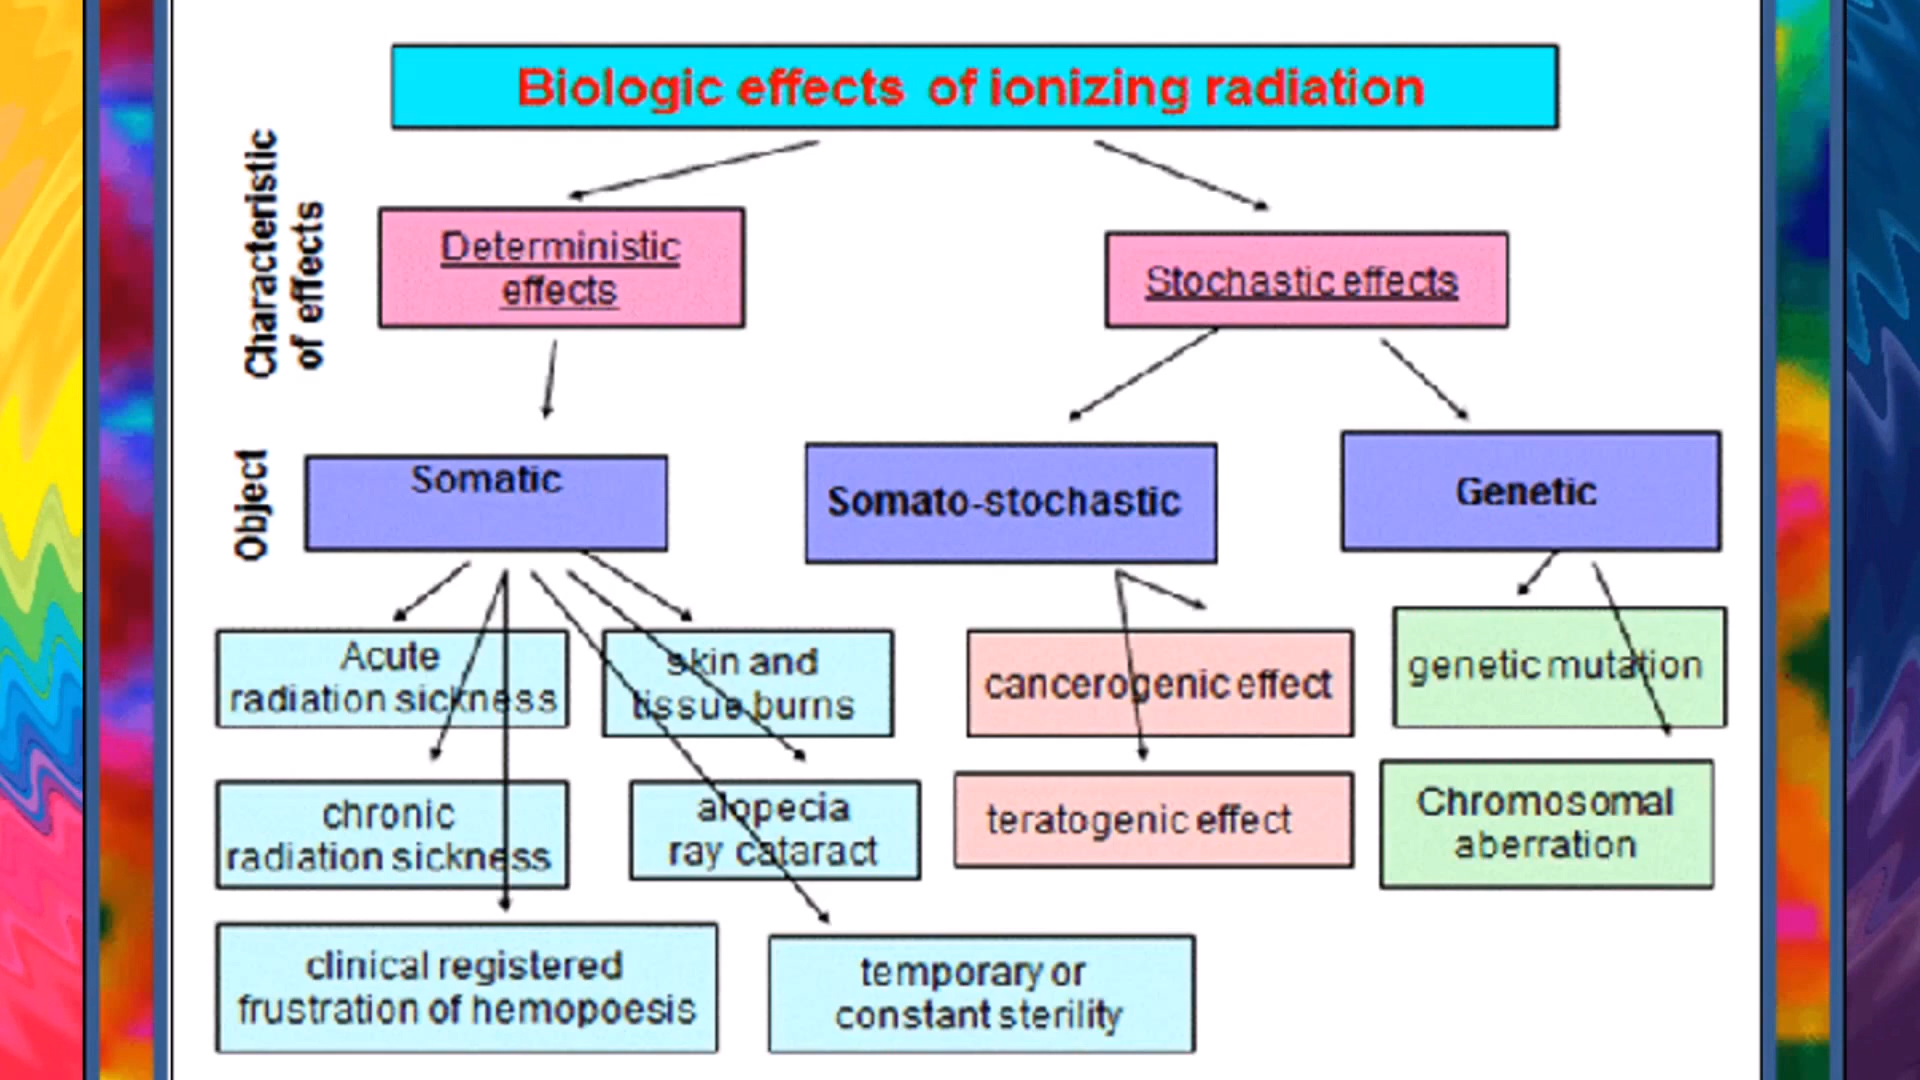 Biologic effects of ionizing radiation
Characteristic
of effects
Deterministic
effects
Stochastic effects
Object
Somatic
Somato-stochastic
Genetic
Acute
radiation sickness
skin and
tissue burns
cancerogenic effect
genetic mutation
chronic
radiation sickness
alopecia
ray cataract
teratogenic effect
Chromosomal
aberration
clinical registered
frustration of hemopoesis
temporary or
constant sterility